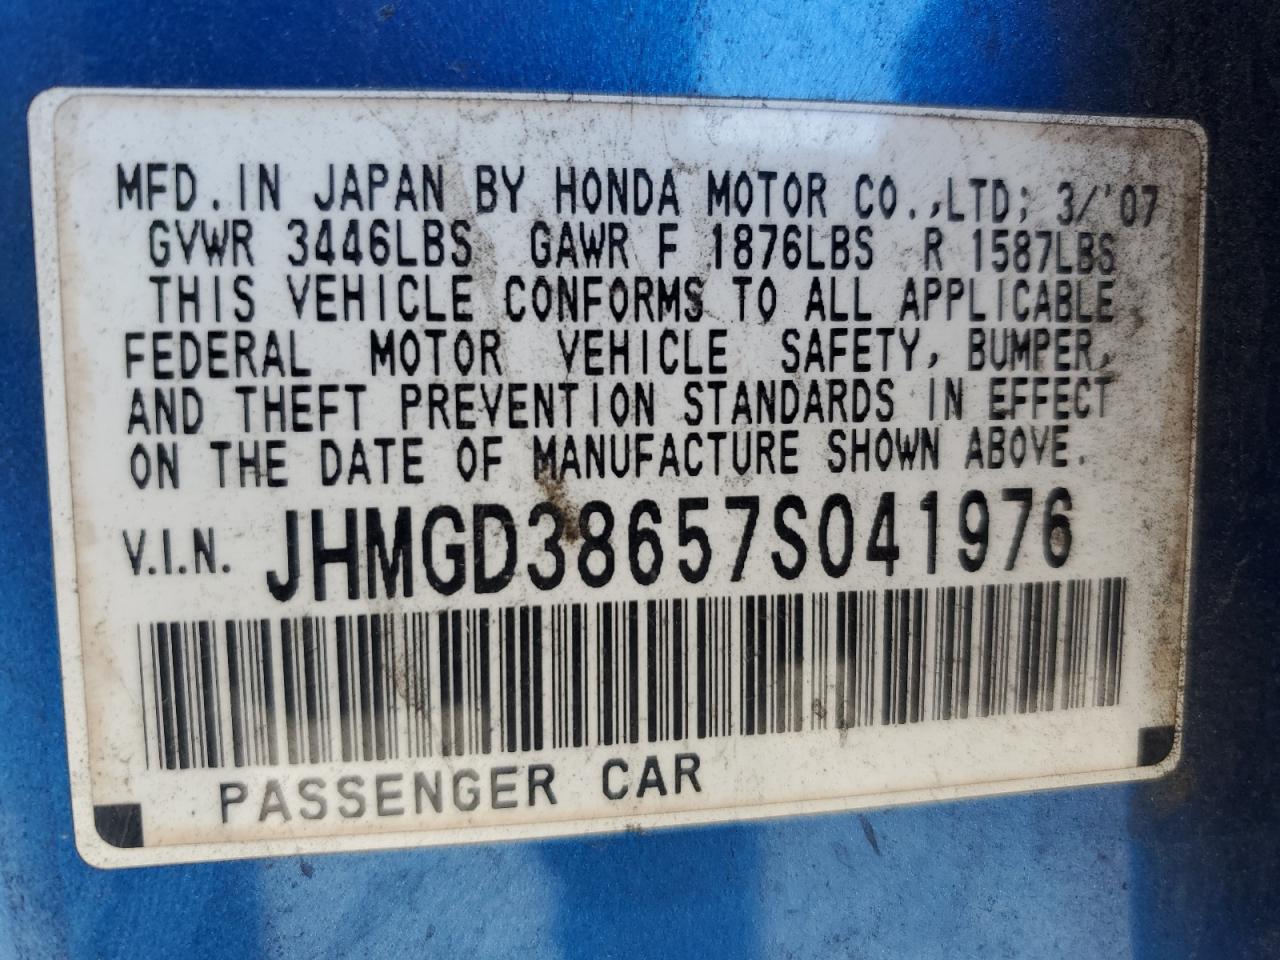 MFD. IN JAPAN BY HONDA MOTOR CO.,LTD; 3/'07
GVWR 3446LBS GAWR F 1876LBS R 1587LBS
THIS VEHICLE CONFORMS TO ALL APPLICABLE
FEDERAL MOTOR VEHICLE SAFETY, BUMPER,
AND THEFT PREVENTION STANDARDS IN EFFECT
ON THE DATE OF MANUFACTURE SHOWN ABOVE.
V.I.N. JHMGD38657S041976
PASSENGER CAR